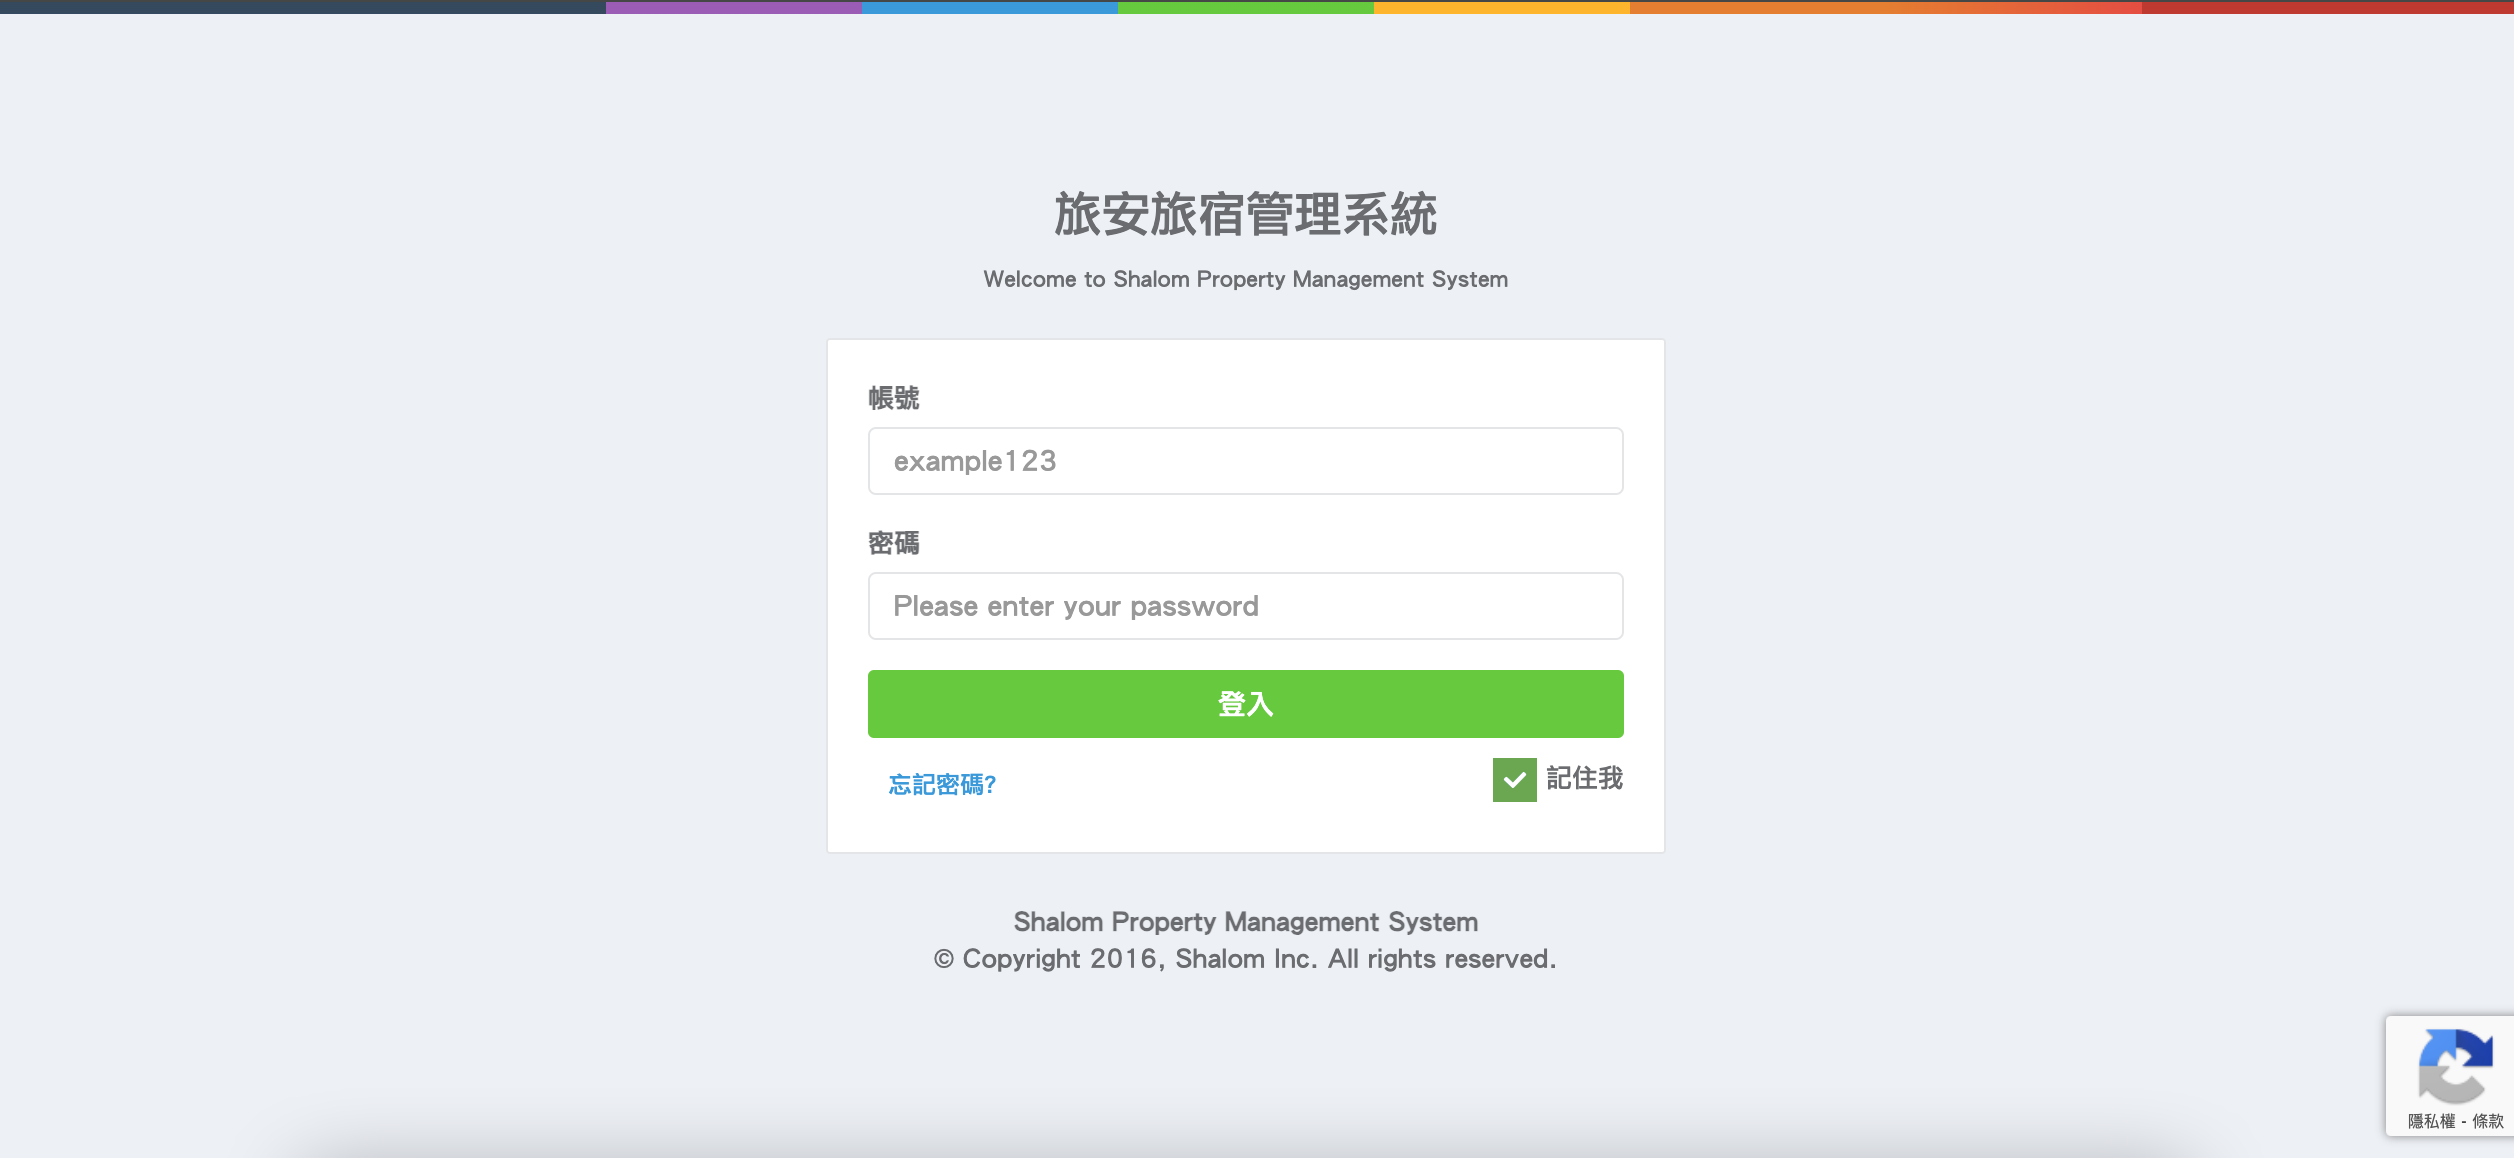 旅安旅宿管理系統
Welcome to Shalom Property Management System
帳號
example123
密碼
Please enter your password
登入
忘記密碼?
記住我
Shalom Property Management System
© Copyright 2016, Shalom Inc. All rights reserved.
隱私權 - 條款